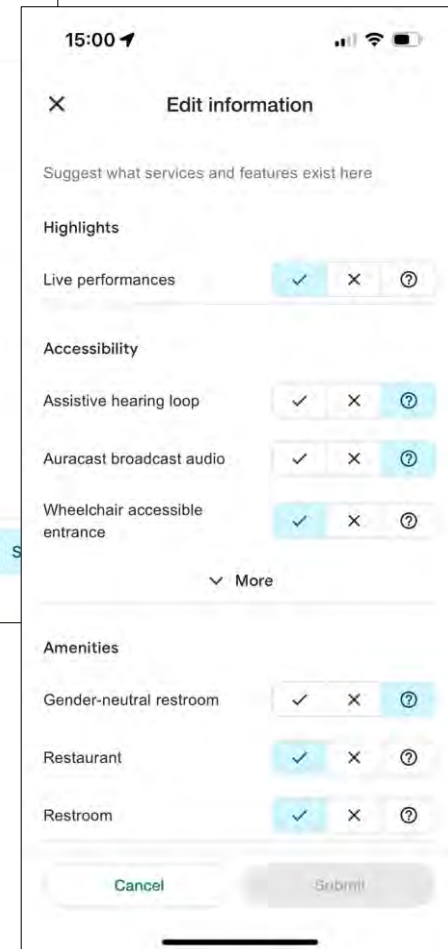 15:00
Edit information
Suggest what services and features exist here
Highlights
Live performances
Accessibility
Assistive hearing loop
Auracast broadcast audio
Wheelchair accessible
entrance
More
Amenities
Gender-neutral restroom
Restaurant
Restroom
Cancel
Submit
S